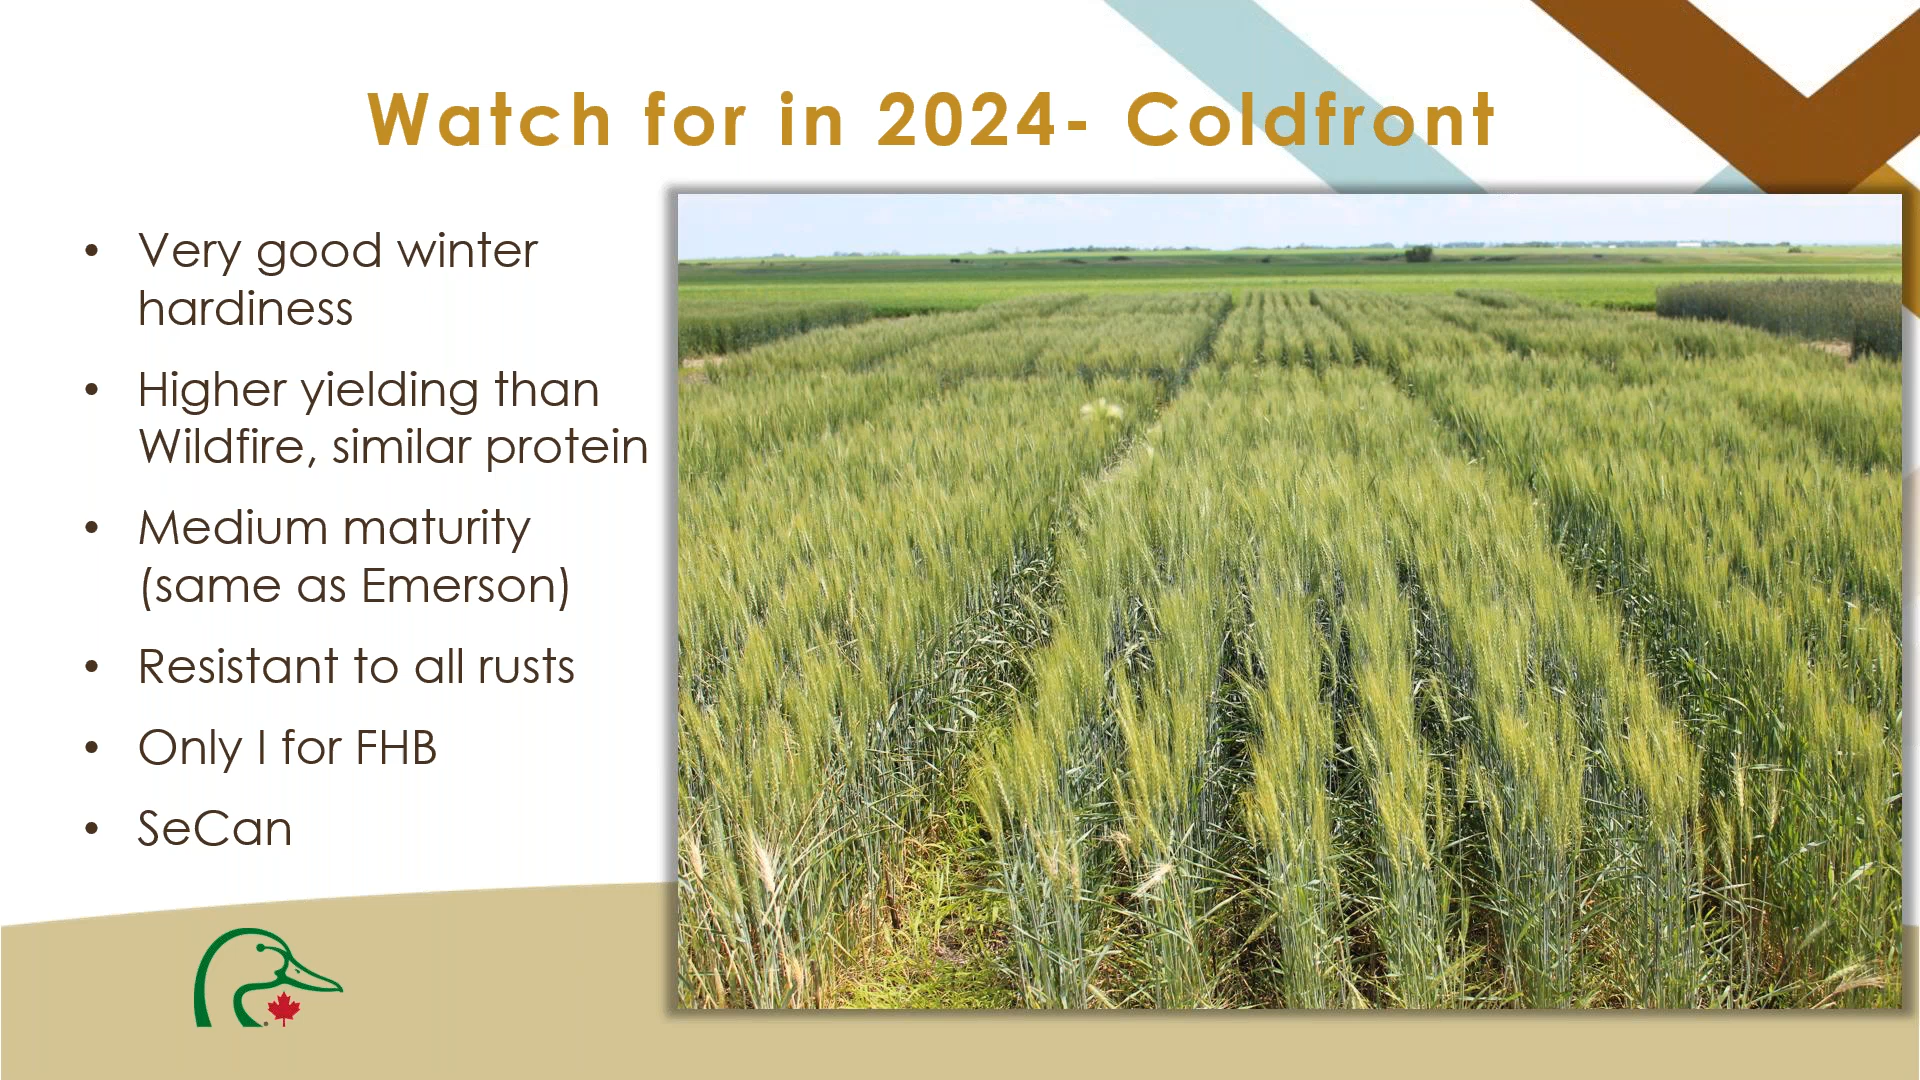 Watch for in 2024- Coldfront
• Very good winter
hardiness
• Higher yielding than
Wildfire, similar protein
• Medium maturity
(same as Emerson)
• Resistant to all rusts
• Only I for FHB
• SeCan